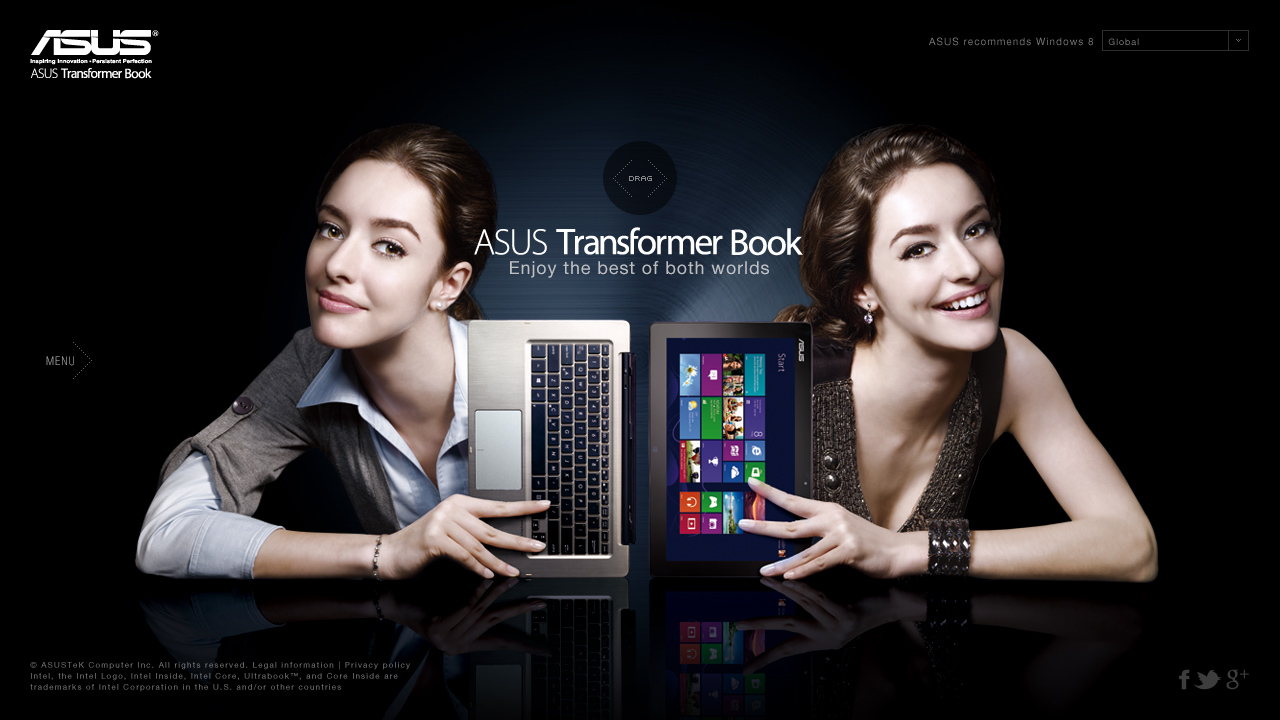 ASUS®
Inspiring Innovation • Persistent Perfection
ASUS Transformer Book
ASUS recommends Windows 8
Global
DRAG
ASUS Transformer Book
Enjoy the best of both worlds
MENU
ASUS
Start
© ASUSTeK Computer Inc. All rights reserved. Legal information | Privacy policy
Intel, the Intel Logo, Intel Inside, Intel Core, Ultrabook™, and Core Inside are
trademarks of Intel Corporation in the U.S. and/or other countries